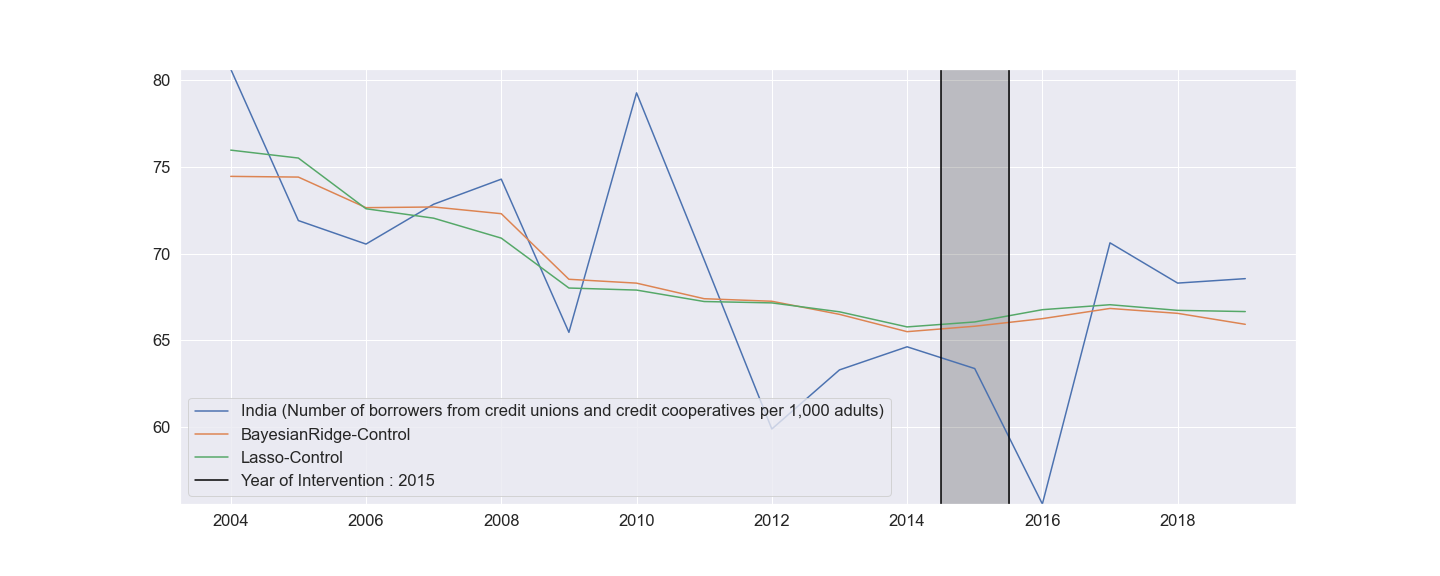 80
75
70
65
60
India (Number of borrowers from credit unions and credit cooperatives per 1,000 adults)
BayesianRidge-Control
Lasso-Control
Year of Intervention : 2015
2004 2006 2008 2010 2012 2014 2016 2018